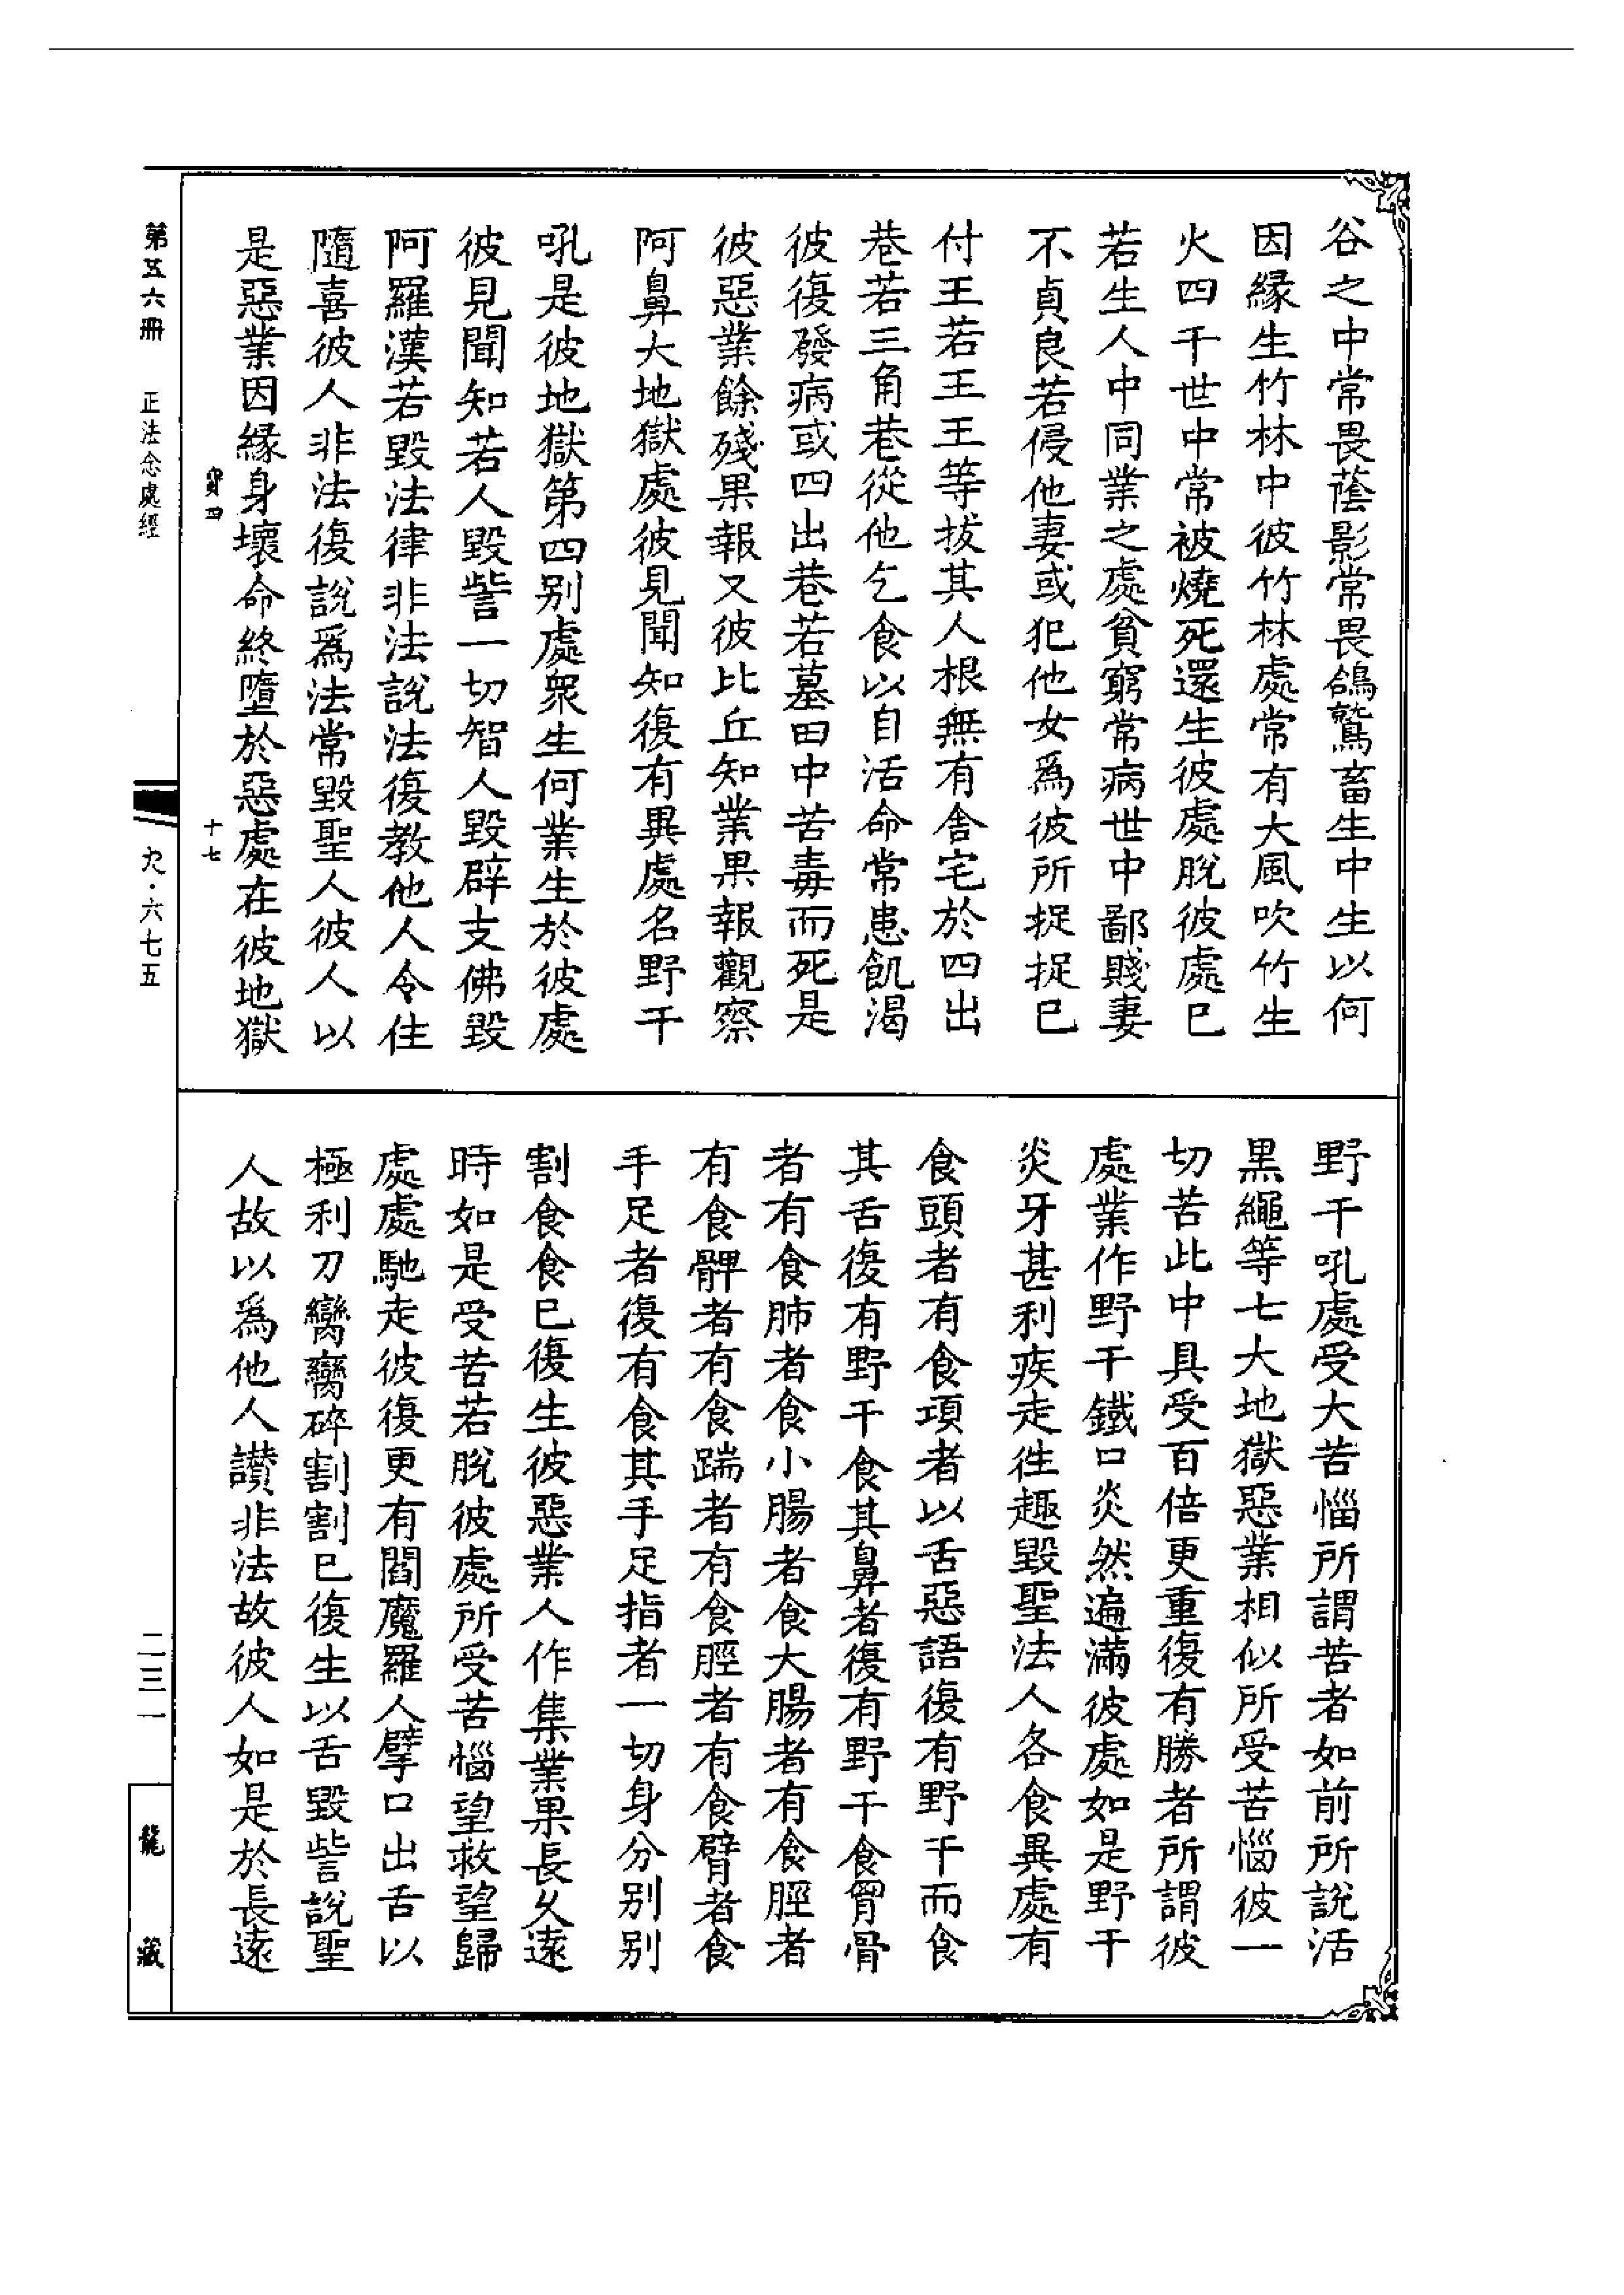 谷之中常畏蔭影常畏鴿鷲畜生中生以何
因緣生竹林中彼竹林處常有大風吹竹生
火四千世中常被燒死還生彼處脫彼處已
若生人中同業之處貧窮常病世中鄙賤妻
不貞良若侵他妻或犯他女爲彼所捉捉已
付王若王王等拔其人根無有舍宅於四出
巷若三角巷從他乞食以自活命常患飢渴
彼復發病或四出巷若墓田中苦毒而死是
彼惡業餘殘果報又彼比丘知業果報觀察
阿鼻大地獄處彼見聞知復有異處名野干
吼是彼地獄第四別處衆生何業生於彼處
彼見聞知若人毀呰一切智人毀辟支佛毀
阿羅漢若毀法律非法說法復教他人令住
隨喜彼人非法復說爲法常毀聖人彼人以
是惡業因緣身壞命終墮於惡處在彼地獄
野干吼處受大苦惱所謂苦者如前所說活
黑繩等七大地獄惡業相似所受苦惱彼一
切苦此中具受百倍更重復有勝者所謂彼
處業作野干鐵口炎然遍滿彼處如是野干
炎牙甚利疾走往趣毀聖法人各食異處有
食頭者有食項者以舌惡語復有野干而食
其舌復有野干食其鼻者復有野干食胷骨
者有食肺者食小腸者食大腸者有食脛者
有食髀者有食踹者有食脛者有食臂者食
手足者復有食其手足指者一切身分別別
割食食已復生彼惡業人作集業果長久遠
時如是受苦若脫彼處所受苦惱望救望歸
處處馳走彼復更有閻魔羅人擘口出舌以
極利刀臠臠碎割割已復生以舌毀呰說聖
人故以爲他人讚非法故彼人如是於長遠
第五六冊
正法念處經
十七
九·六七五
二三一
龍藏